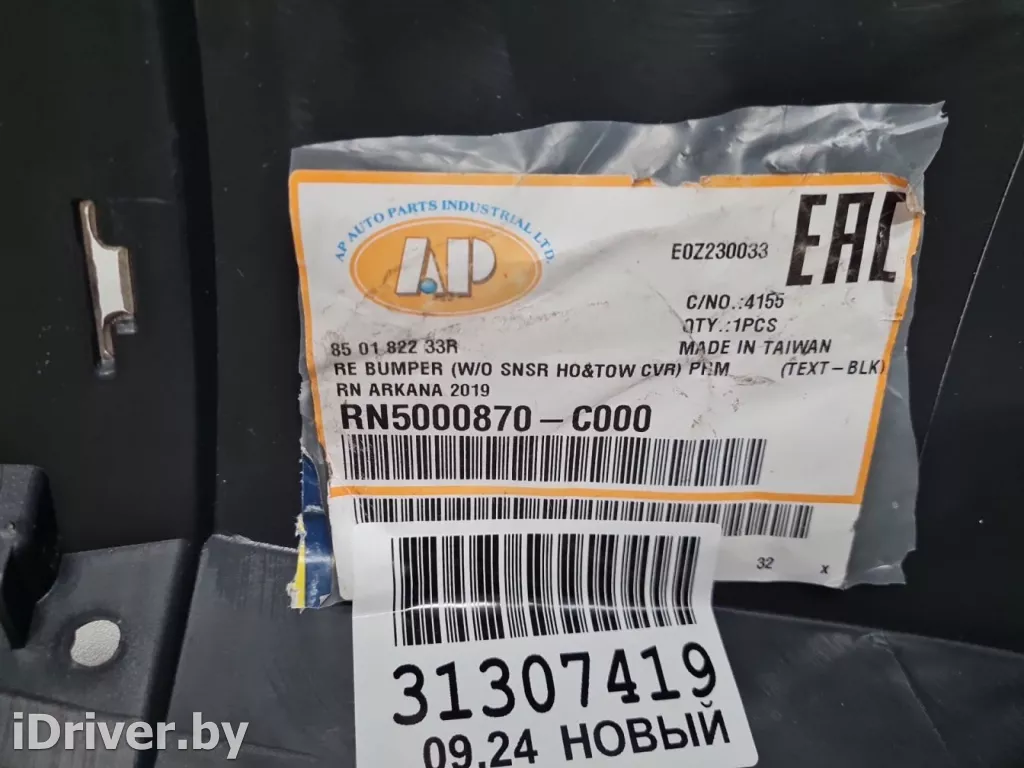 AP AUTO PARTS INDUSTRIAL LTD.
AP
E0Z230033
EAC
C/NO.:4155
QTY.:1PCS
MADE IN TAIWAN
85 01 822 33R
RE BUMPER (W/O SNSR HO&TOW CVR) PRM (TEXT-BLK)
RN ARKANA 2019
RN5000870-C000
32 x
31307419
09.24 НОВЫЙ
iDriver.by